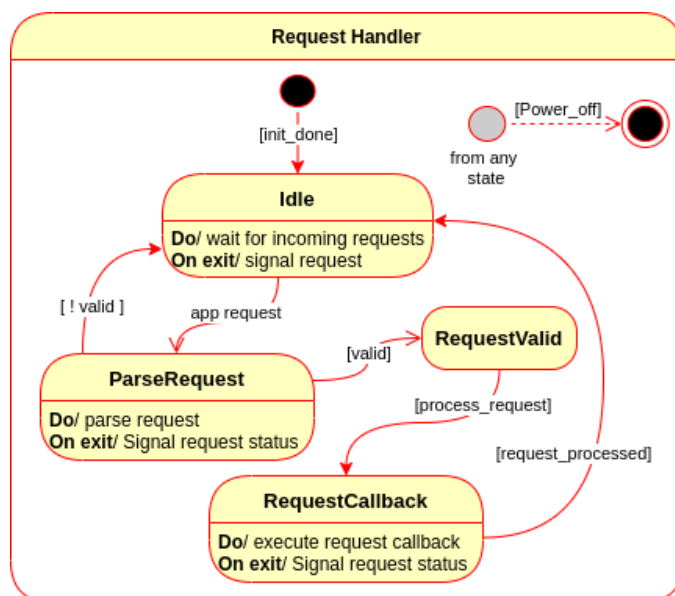 Request Handler
[init_done]
[Power_off]
from any
state
Idle
Do/ wait for incoming requests
On exit/ signal request
[ ! valid ]
app request
[valid]
RequestValid
ParseRequest
Do/ parse request
On exit/ Signal request status
[process_request]
[request_processed]
RequestCallback
Do/ execute request callback
On exit/ Signal request status